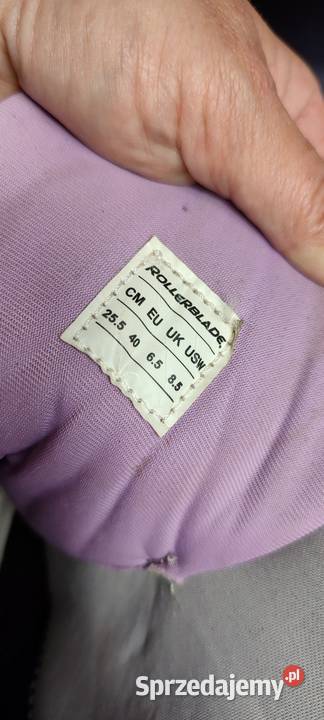 ROLLERBLADE.
CM EU UK USW
25.5 40 6.5 8.5
Sprzedajemy.pl